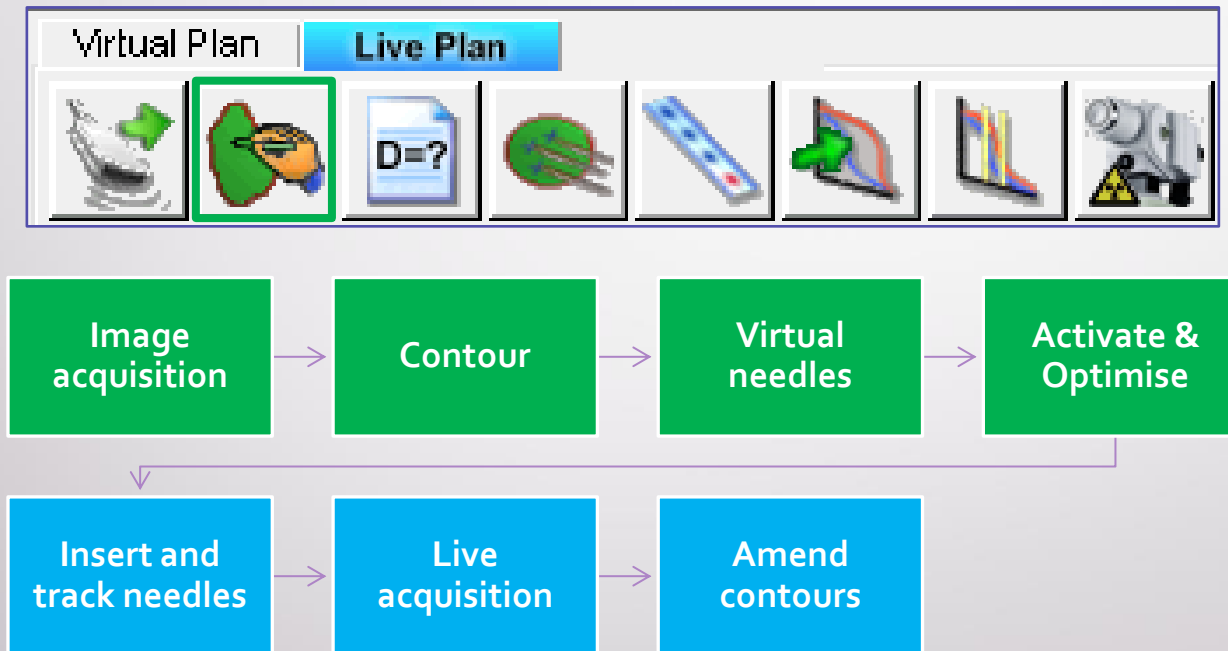 Virtual Plan
Live Plan
D=?
Image
acquisition
Contour
Virtual
needles
Activate &
Optimise
Insert and
track needles
Live
acquisition
Amend
contours